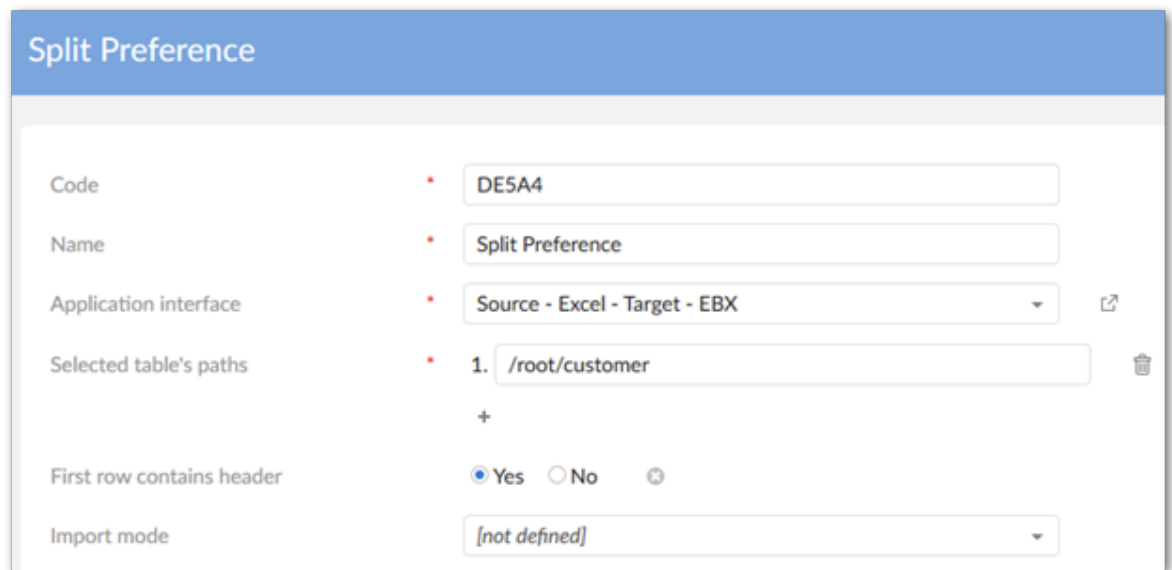 Split Preference
Code * DE5A4
Name * Split Preference
Application interface * Source - Excel - Target - EBX
Selected table's paths * 1. /root/customer
+
First row contains header Yes No
Import mode [not defined]